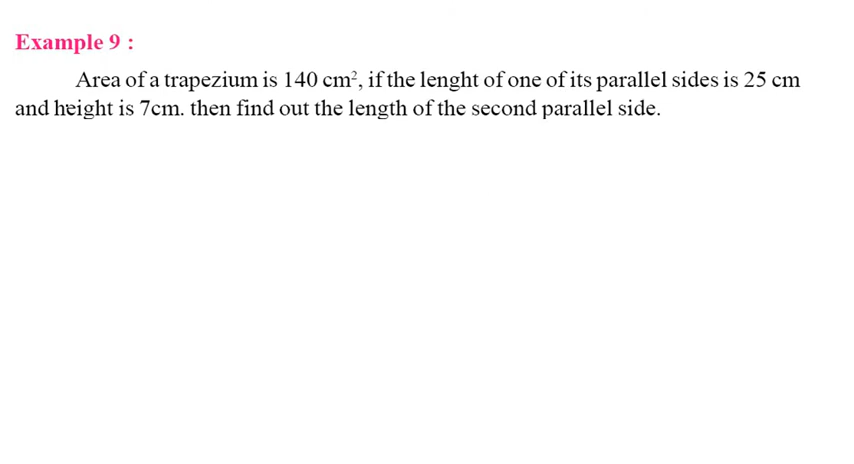 Example 9 :
Area of a trapezium is 140 cm², if the lenght of one of its parallel sides is 25 cm
and height is 7cm. then find out the length of the second parallel side.